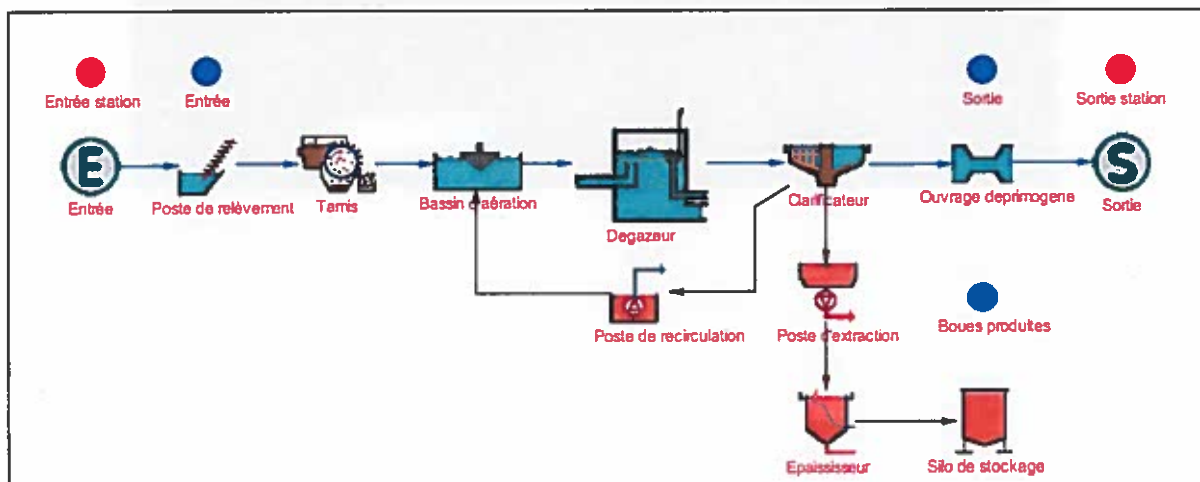 Entrée station
Entrée
Sortie
Sortie station
E
S
Entrée
Poste de relèvement
Tamis
Bassin d'aération
Degazeur
Clarificateur
Ouvrage deprimogene
Sortie
Poste de recirculation
Poste d'extraction
Boues produites
Epaississeur
Silo de stockage